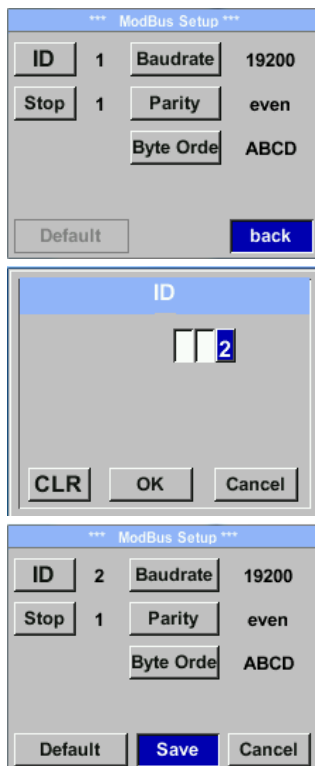 *** ModBus Setup ***
ID 1 Baudrate 19200
Stop 1 Parity even
Byte Orde ABCD
Default back
ID
2
CLR OK Cancel
*** ModBus Setup ***
ID 2 Baudrate 19200
Stop 1 Parity even
Byte Orde ABCD
Default Save Cancel